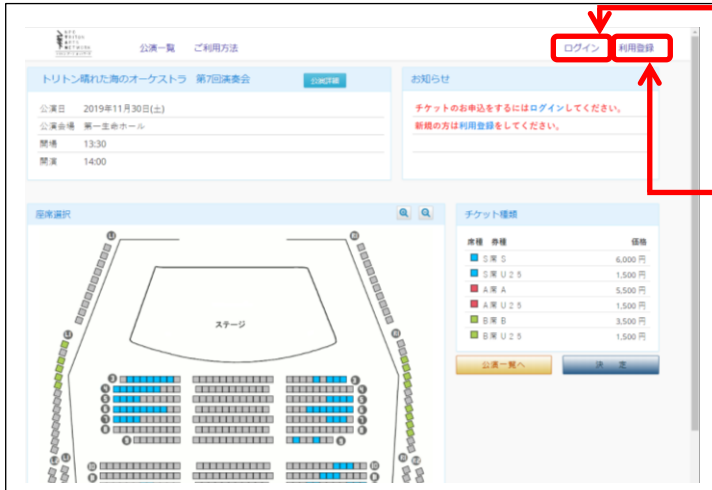 公演一覧 ご利用方法
ログイン 利用登録
トリトン晴れた海のオーケストラ 第7回演奏会 公演詳細
公演日 2019年11月30日(土)
公演会場 第一生命ホール
開場 13:30
開演 14:00
お知らせ
チケットのお申込をするにはログインしてください。
新規の方は利用登録をしてください。
座席選択
ステージ
チケット種類
席種 券種 価格
S席 S 6,000 円
S席 U25 1,500 円
A席 A 5,500 円
A席 U25 1,500 円
B席 B 3,500 円
B席 U25 1,500 円
公演一覧へ 決 定